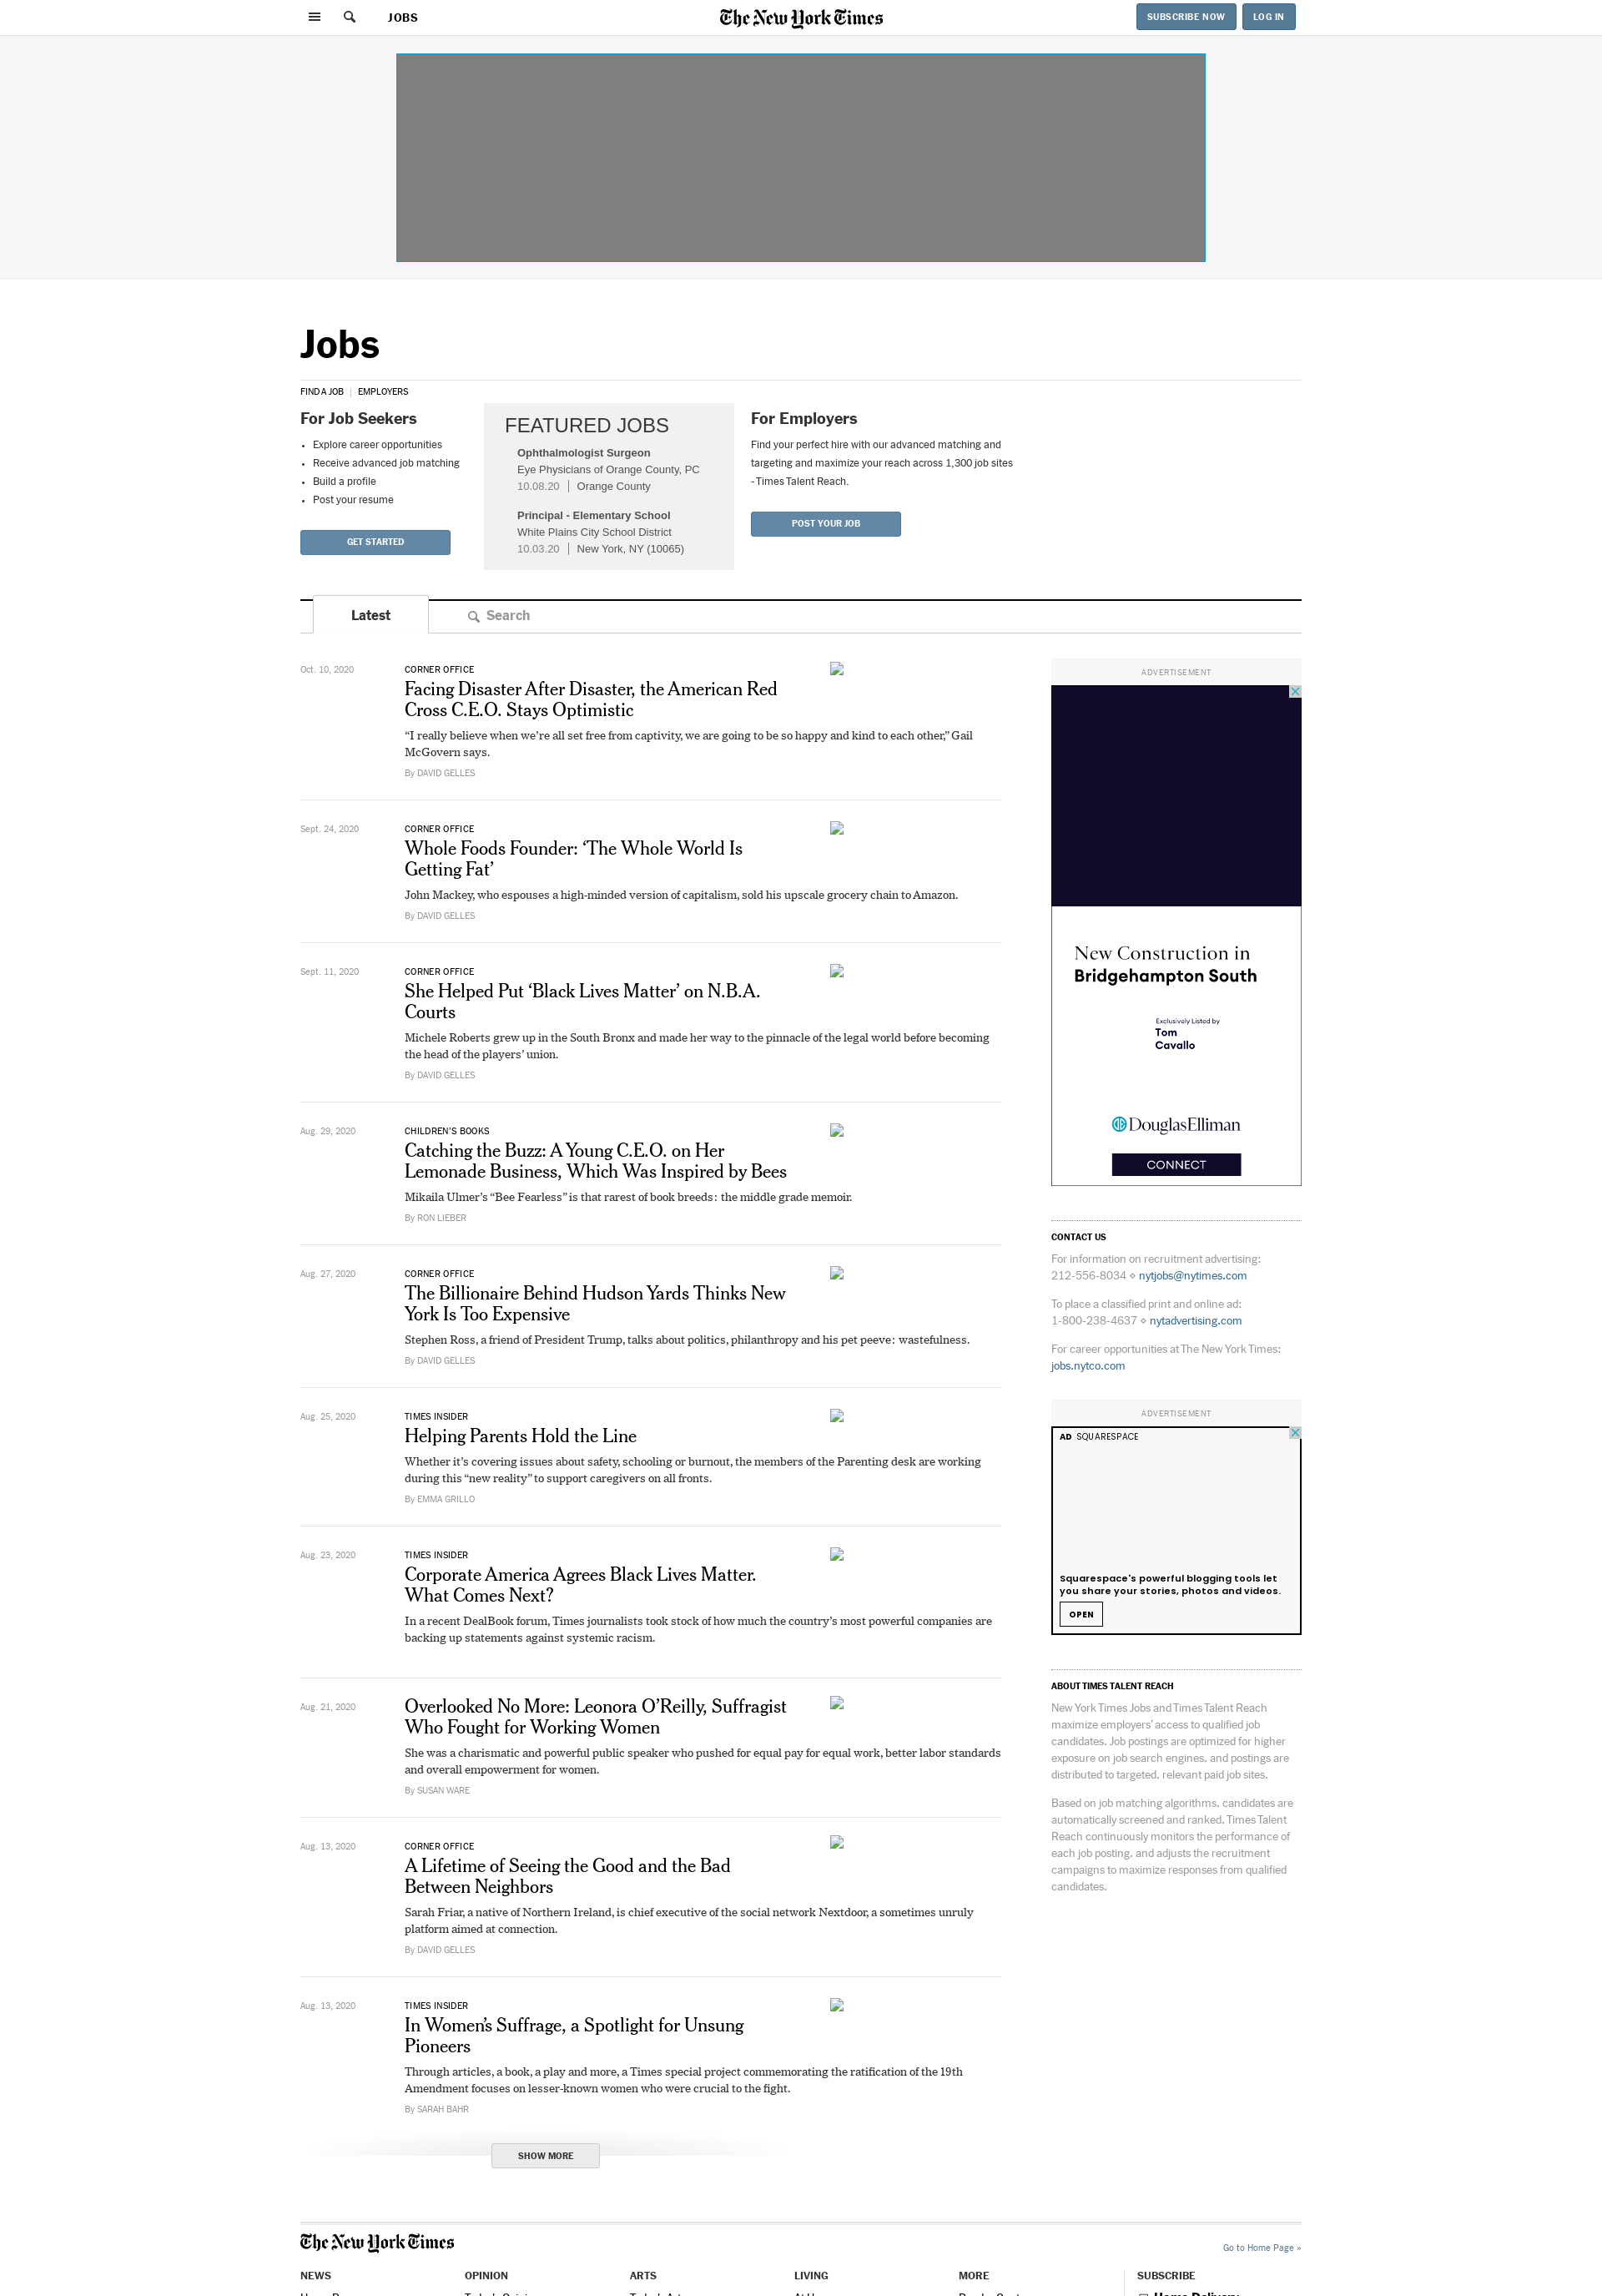 JOBS
The New York Times
SUBSCRIBE NOW
LOG IN
Jobs
FIND A JOB | EMPLOYERS
For Job Seekers
• Explore career opportunities
• Receive advanced job matching
• Build a profile
• Post your resume
GET STARTED
FEATURED JOBS
Ophthalmologist Surgeon
Eye Physicians of Orange County, PC
10.08.20 | Orange County
Principal - Elementary School
White Plains City School District
10.03.20 | New York, NY (10065)
For Employers
Find your perfect hire with our advanced matching and
targeting and maximize your reach across 1,300 job sites
- Times Talent Reach.
POST YOUR JOB
Latest
Search
Oct. 10, 2020
CORNER OFFICE
Facing Disaster After Disaster, the American Red
Cross C.E.O. Stays Optimistic
“I really believe when we’re all set free from captivity, we are going to be so happy and kind to each other,” Gail
McGovern says.
By DAVID GELLES
Sept. 24, 2020
CORNER OFFICE
Whole Foods Founder: ‘The Whole World Is
Getting Fat’
John Mackey, who espouses a high-minded version of capitalism, sold his upscale grocery chain to Amazon.
By DAVID GELLES
Sept. 11, 2020
CORNER OFFICE
She Helped Put ‘Black Lives Matter’ on N.B.A.
Courts
Michele Roberts grew up in the South Bronx and made her way to the pinnacle of the legal world before becoming
the head of the players’ union.
By DAVID GELLES
Aug. 29, 2020
CHILDREN’S BOOKS
Catching the Buzz: A Young C.E.O. on Her
Lemonade Business, Which Was Inspired by Bees
Mikaila Ulmer’s “Bee Fearless” is that rarest of book breeds: the middle grade memoir.
By RON LIEBER
Aug. 27, 2020
CORNER OFFICE
The Billionaire Behind Hudson Yards Thinks New
York Is Too Expensive
Stephen Ross, a friend of President Trump, talks about politics, philanthropy and his pet peeve: wastefulness.
By DAVID GELLES
Aug. 25, 2020
TIMES INSIDER
Helping Parents Hold the Line
Whether it’s covering issues about safety, schooling or burnout, the members of the Parenting desk are working
during this “new reality” to support caregivers on all fronts.
By EMMA GRILLO
Aug. 23, 2020
TIMES INSIDER
Corporate America Agrees Black Lives Matter.
What Comes Next?
In a recent DealBook forum, Times journalists took stock of how much the country’s most powerful companies are
backing up statements against systemic racism.
Aug. 21, 2020
Overlooked No More: Leonora O’Reilly, Suffragist
Who Fought for Working Women
She was a charismatic and powerful public speaker who pushed for equal pay for equal work, better labor standards
and overall empowerment for women.
By SUSAN WARE
Aug. 13, 2020
CORNER OFFICE
A Lifetime of Seeing the Good and the Bad
Between Neighbors
Sarah Friar, a native of Northern Ireland, is chief executive of the social network Nextdoor, a sometimes unruly
platform aimed at connection.
By DAVID GELLES
Aug. 13, 2020
TIMES INSIDER
In Women’s Suffrage, a Spotlight for Unsung
Pioneers
Through articles, a book, a play and more, a Times special project commemorating the ratification of the 19th
Amendment focuses on lesser-known women who were crucial to the fight.
By SARAH BAHR
SHOW MORE
ADVERTISEMENT
New Construction in
Bridgehampton South
Exclusively Listed by
Tom
Cavallo
DouglasElliman
CONNECT
CONTACT US
For information on recruitment advertising:
212-556-8034 ⋄ nytjobs@nytimes.com
To place a classified print and online ad:
1-800-238-4637 ⋄ nytadvertising.com
For career opportunities at The New York Times:
jobs.nytco.com
ADVERTISEMENT
AD SQUARESPACE
Squarespace's powerful blogging tools let
you share your stories, photos and videos.
OPEN
ABOUT TIMES TALENT REACH
New York Times Jobs and Times Talent Reach
maximize employers’ access to qualified job
candidates. Job postings are optimized for higher
exposure on job search engines, and postings are
distributed to targeted, relevant paid job sites.
Based on job matching algorithms, candidates are
automatically screened and ranked. Times Talent
Reach continuously monitors the performance of
each job posting, and adjusts the recruitment
campaigns to maximize responses from qualified
candidates.
The New York Times
Go to Home Page »
NEWS
OPINION
ARTS
LIVING
MORE
SUBSCRIBE